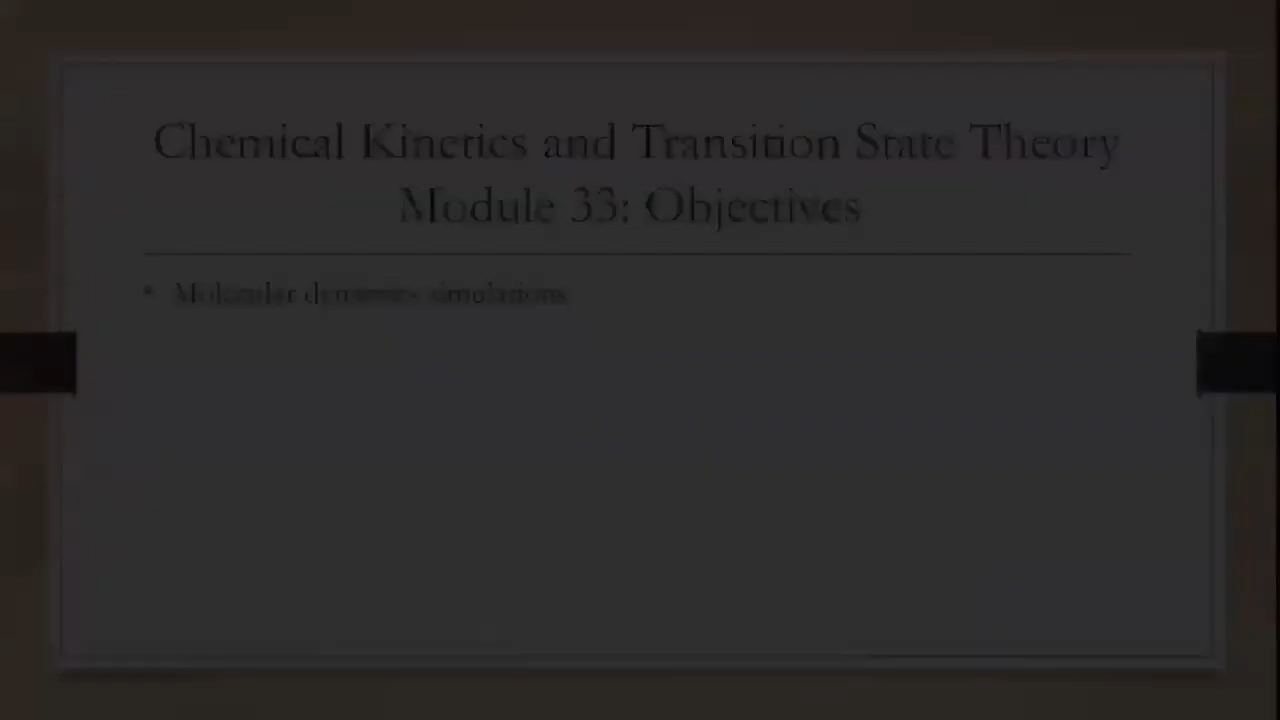 Chemical Kinetics and Transition State Theory
Module 33: Objectives
• Molecular dynamics simulations